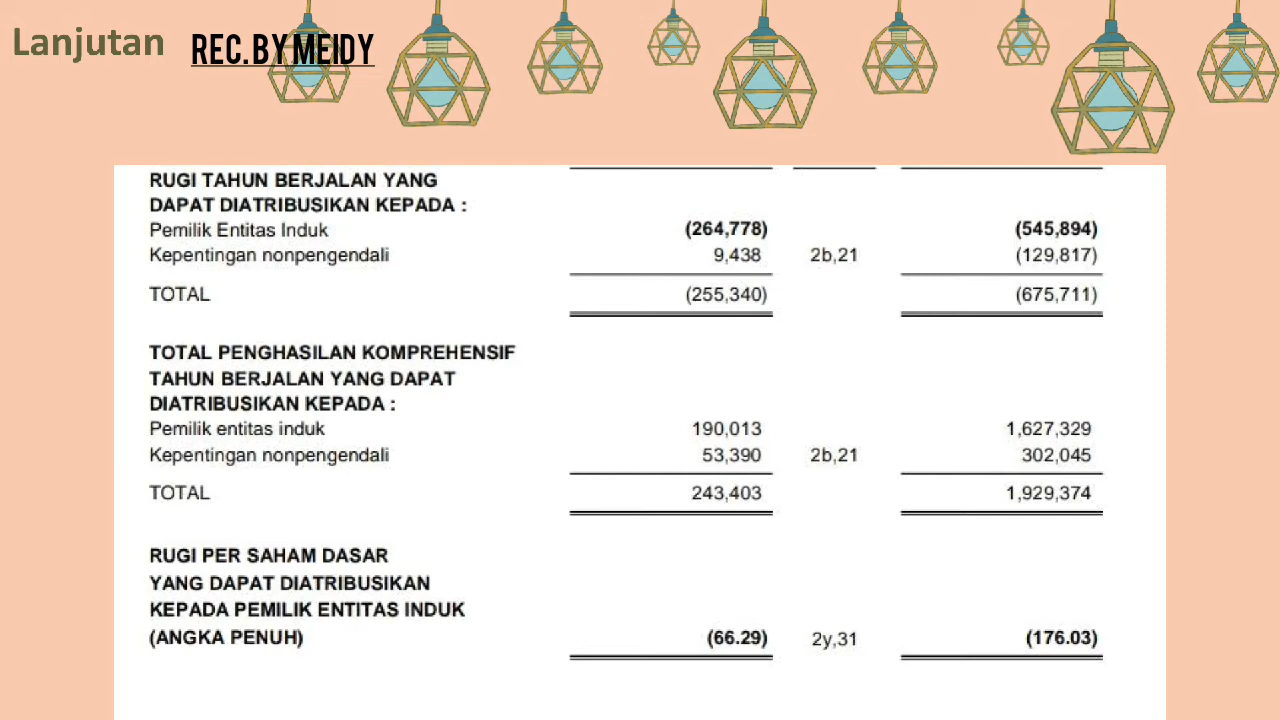 Lanjutan REC. BY MEIDY
RUGI TAHUN BERJALAN YANG
DAPAT DIATRIBUSIKAN KEPADA :
Pemilik Entitas Induk (264,778) (545,894)
Kepentingan nonpengendali 9,438 2b,21 (129,817)
TOTAL (255,340) (675,711)
TOTAL PENGHASILAN KOMPREHENSIF
TAHUN BERJALAN YANG DAPAT
DIATRIBUSIKAN KEPADA :
Pemilik entitas induk 190,013 1,627,329
Kepentingan nonpengendali 53,390 2b,21 302,045
TOTAL 243,403 1,929,374
RUGI PER SAHAM DASAR
YANG DAPAT DIATRIBUSIKAN
KEPADA PEMILIK ENTITAS INDUK
(ANGKA PENUH) (66.29) 2y,31 (176.03)